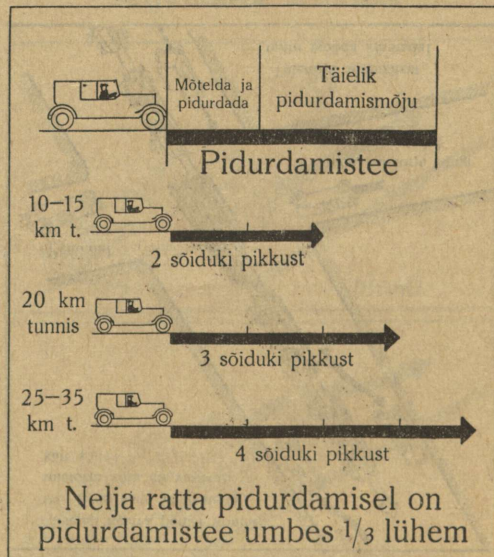 Mõtelda ja
pidurdada
Täielik
pidurdamismõju
Pidurdamistee
10—15
km t.
2 sõiduki pikkust
20 km
tunnis
3 sõiduki pikkust
25—35
km t.
4 sõiduki pikkust
Nelja ratta pidurdamisel on
pidurdamistee umbes 1/3 lühem